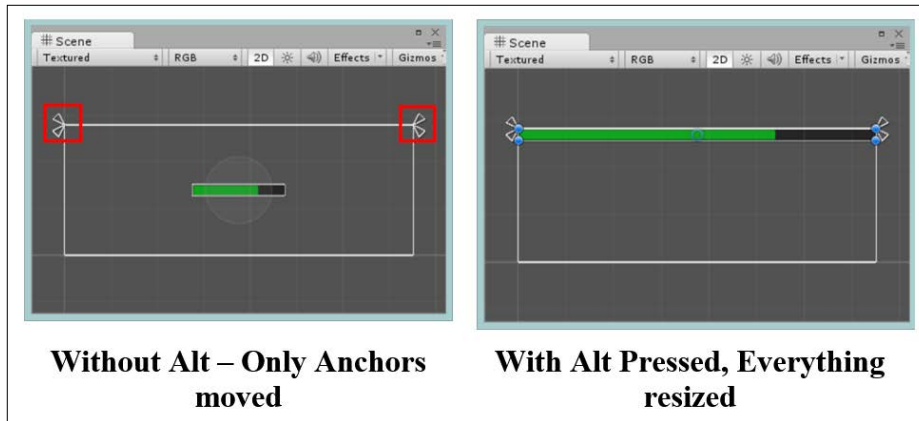 Scene
Textured RGB 2D Effects Gizmos
Scene
Textured RGB 2D Effects Gizmos
Without Alt – Only Anchors
moved
With Alt Pressed, Everything
resized